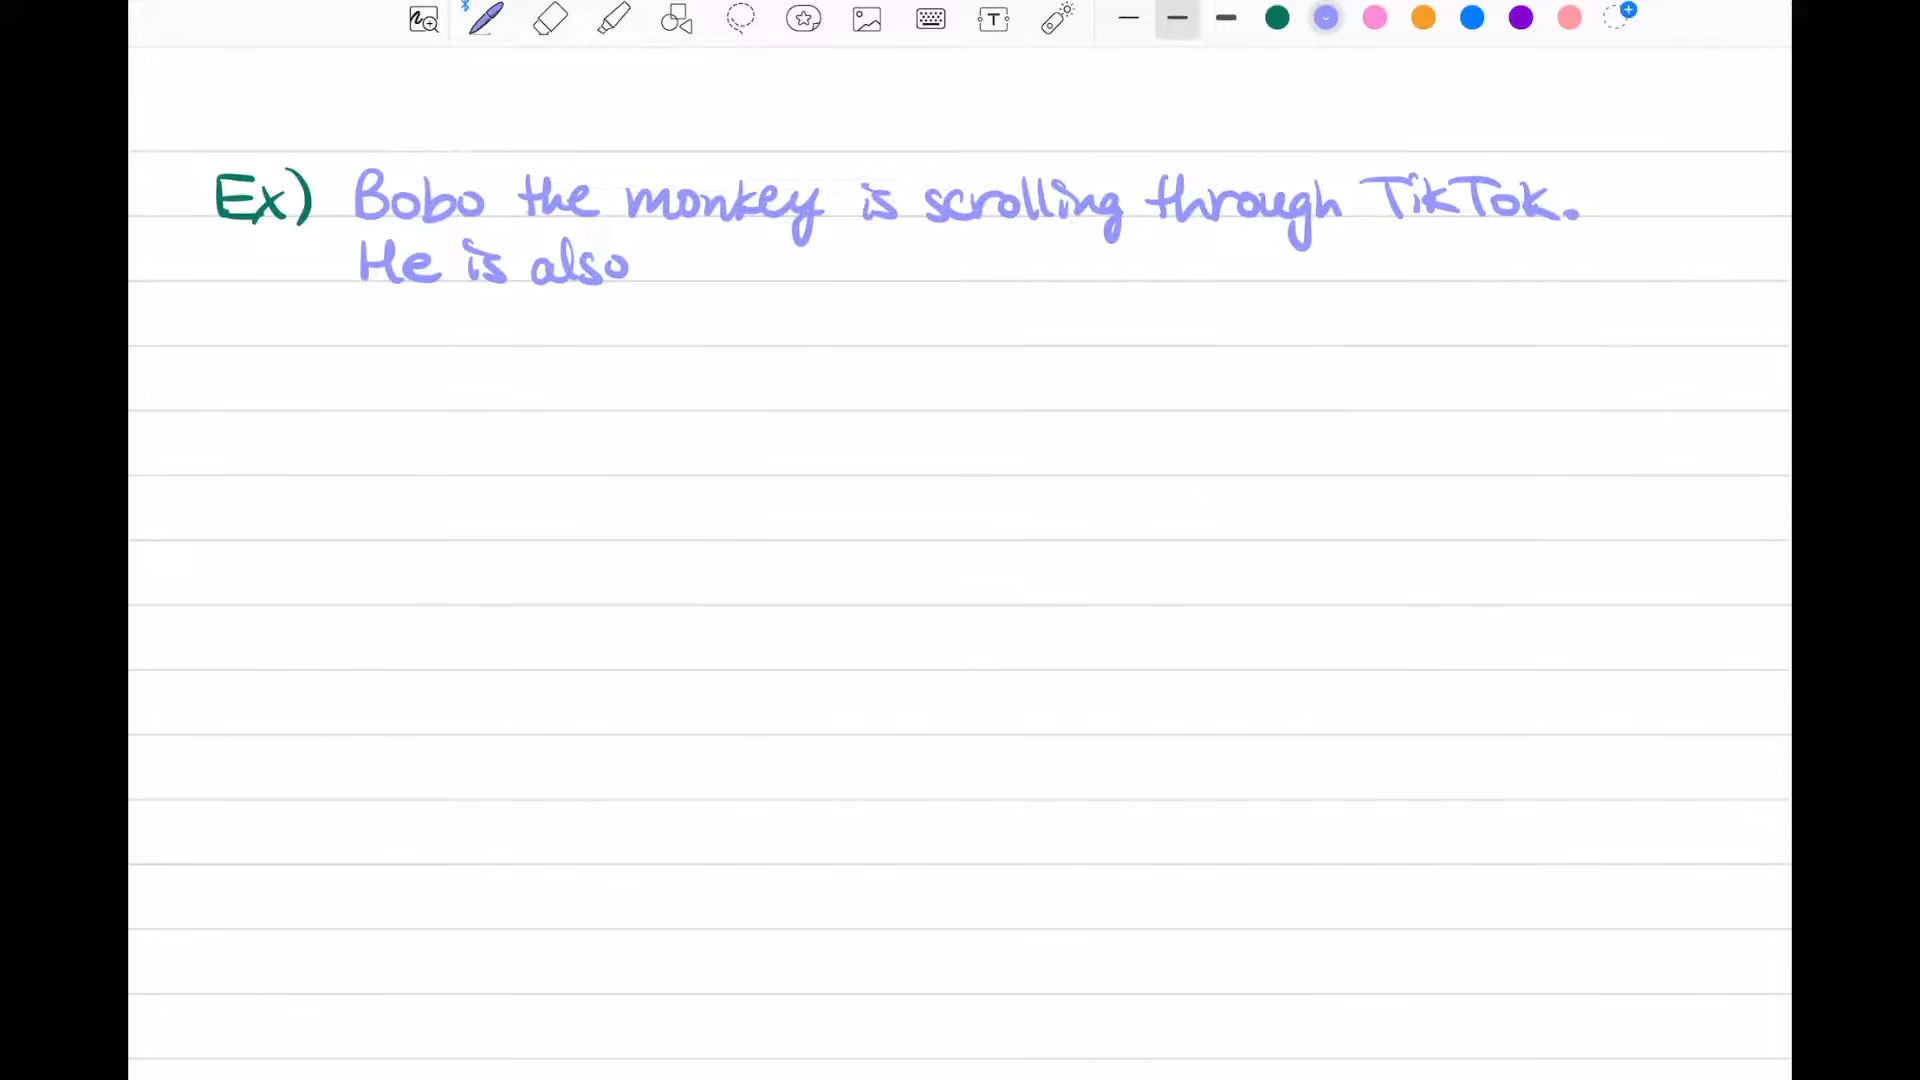 Ex) Bobo the monkey is scrolling through TikTok.
He is also